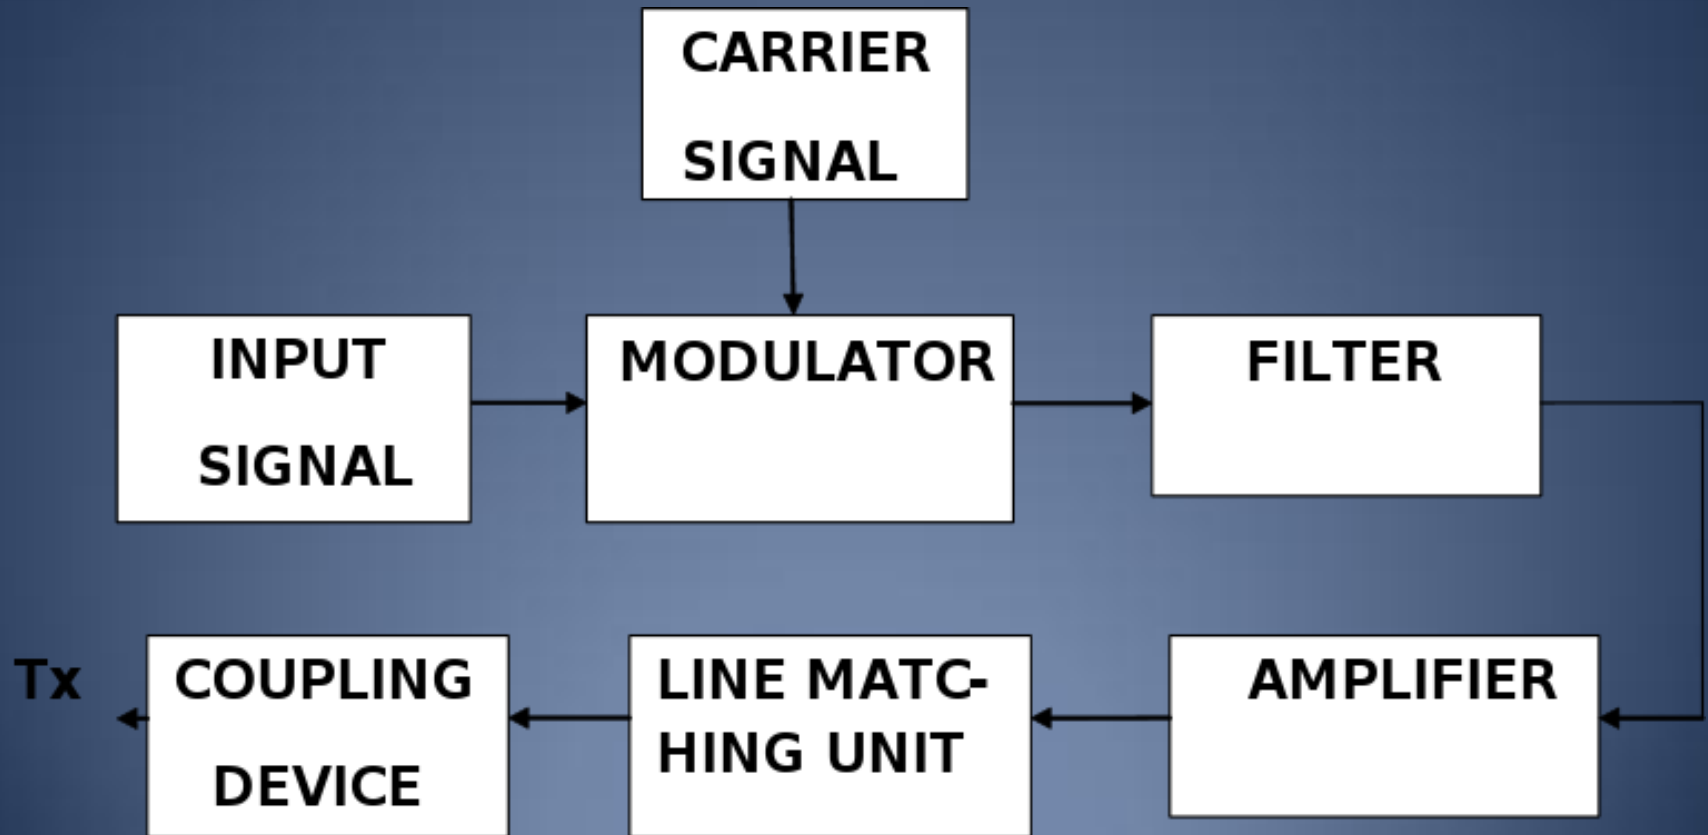 CARRIER
SIGNAL
INPUT
SIGNAL
MODULATOR
FILTER
Tx
COUPLING
DEVICE
LINE MATC-
HING UNIT
AMPLIFIER